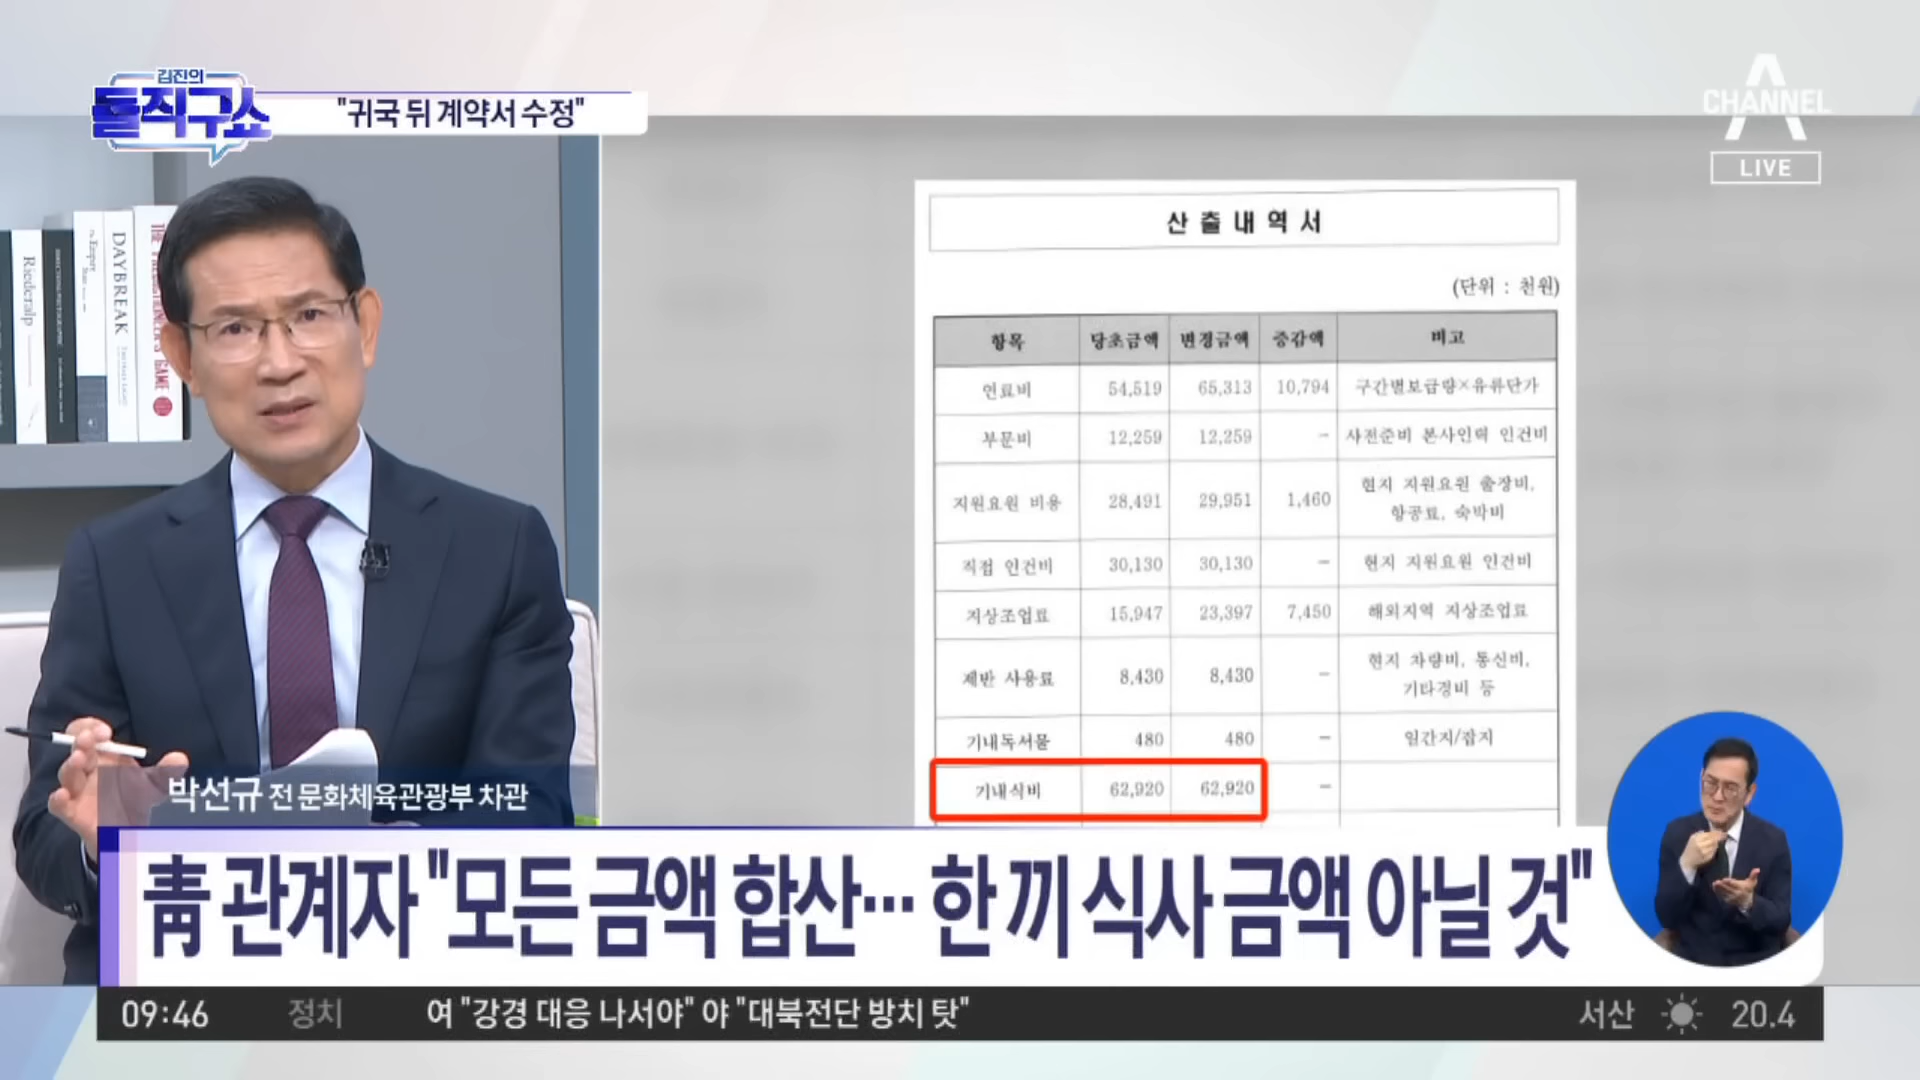 김진의
돌직구쇼
"귀국 뒤 계약서 수정"
CHANNEL A
LIVE
Riederalp
DAYBREAK
산 출 내 역 서
(단위 : 천원)
항목 당초금액 변경금액 증감액 비고
연료비 54,519 65,313 10,794 구간별보급량×유류단가
부문비 12,259 12,259 - 사전준비 본사인력 인건비
지원요원 비용 28,491 29,951 1,460 현지 지원요원 출장비,
항공료, 숙박비
직접 인건비 30,130 30,130 - 현지 지원요원 인건비
지상조업료 15,947 23,397 7,450 해외지역 지상조업료
제반 사용료 8,430 8,430 - 현지 차량비, 통신비,
기타경비 등
기내독서물 480 480 - 일간지/잡지
기내식비 62,920 62,920 -
박선규 전 문화체육관광부 차관
靑 관계자 "모든 금액 합산… 한 끼 식사 금액 아닐 것"
09:46 정치 여 "강경 대응 나서야" 야 "대북전단 방치 탓" 서산 20.4